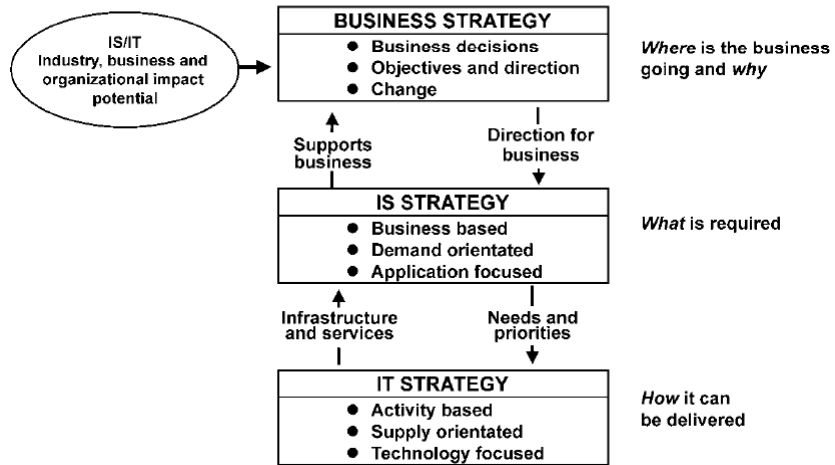 IS/IT
Industry, business and
organizational impact
potential
BUSINESS STRATEGY
● Business decisions
● Objectives and direction
● Change
Where is the business
going and why
Supports
business
Direction for
business
IS STRATEGY
● Business based
● Demand orientated
● Application focused
What is required
Infrastructure
and services
Needs and
priorities
IT STRATEGY
● Activity based
● Supply orientated
● Technology focused
How it can
be delivered